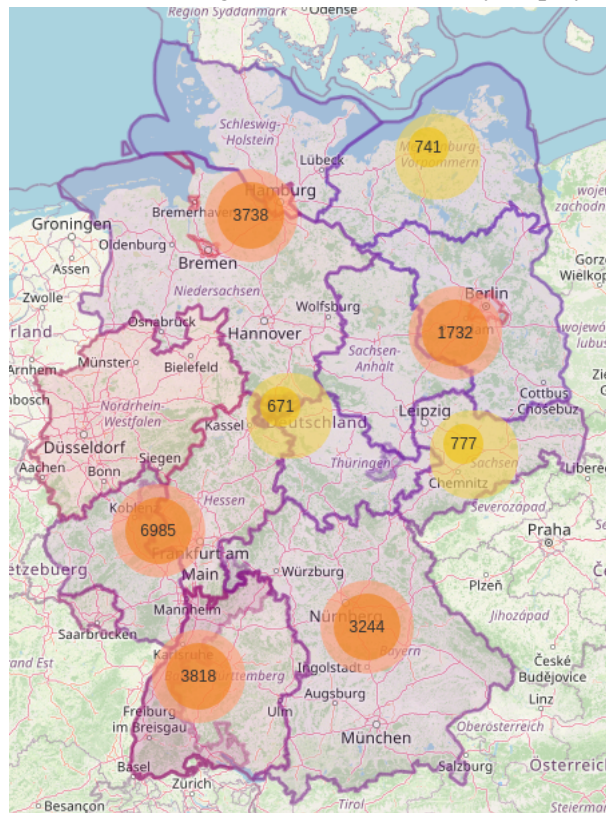 Region Syddanmark
Odense
Schleswig-
Holstein
Lübeck
741
Vorpommern
Hamburg
Bremerhaven
3738
Groningen
Oldenburg
Bremen
Assen
Niedersachsen
Zwolle
Wolfsburg
Berlin
Osnabrück
Hannover
1732
Münster
Bielefeld
Sachsen-
Anhalt
Cottbus
- Chóśebuz
671
Nordrhein-
Westfalen
Kassel
Deutschland
Leipzig
777
Düsseldorf
Siegen
Thüringen
Sachsen
Aachen
Bonn
Chemnitz
Koblenz
Hessen
Severozápad
6985
Praha
Frankfurt am
Main
Würzburg
Plzeň
Mannheim
Nürnberg
Jihozápad
Saarbrücken
3244
Karlsruhe
Bayern
České
Budějovice
3818
Ingolstadt
Linz
Augsburg
Freiburg
im Breisgau
Ulm
München
Oberösterreich
Basel
Salzburg
Österreich
Zürich
Besançon
Tirol